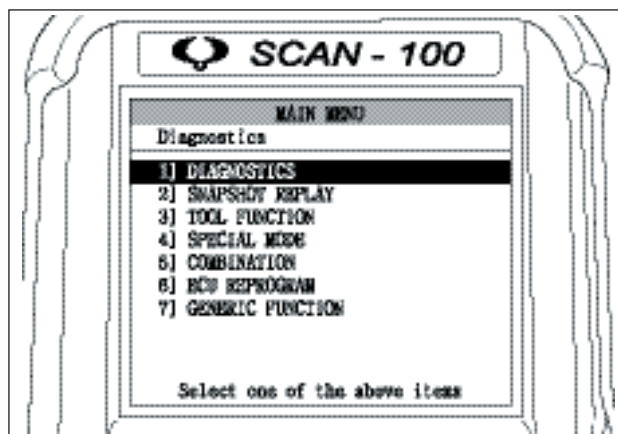 SCAN - 100
MAIN MENU
Diagnostics
1] DIAGNOSTICS
2] SNAPSHOT REPLAY
3] TOOL FUNCTION
4] SPECIAL MODE
5] COMBINATION
6] ECU REPROGRAM
7] GENERIC FUNCTION
Select one of the above items